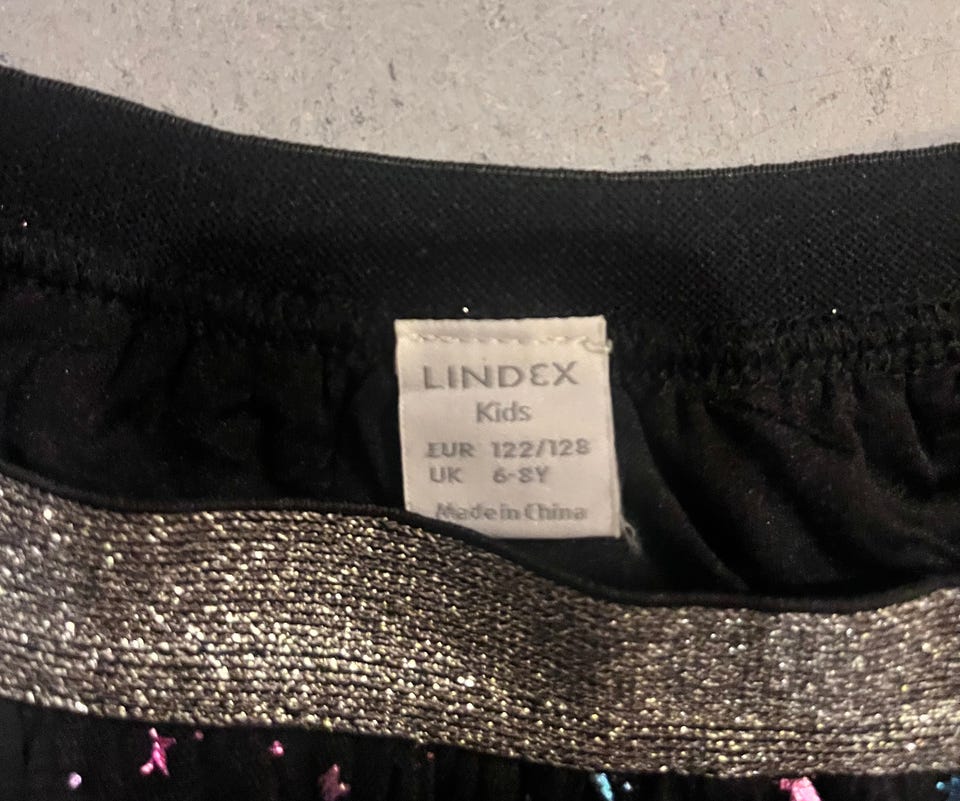 LINDEX
Kids
EUR 122/128
UK 6-8Y
Made in China